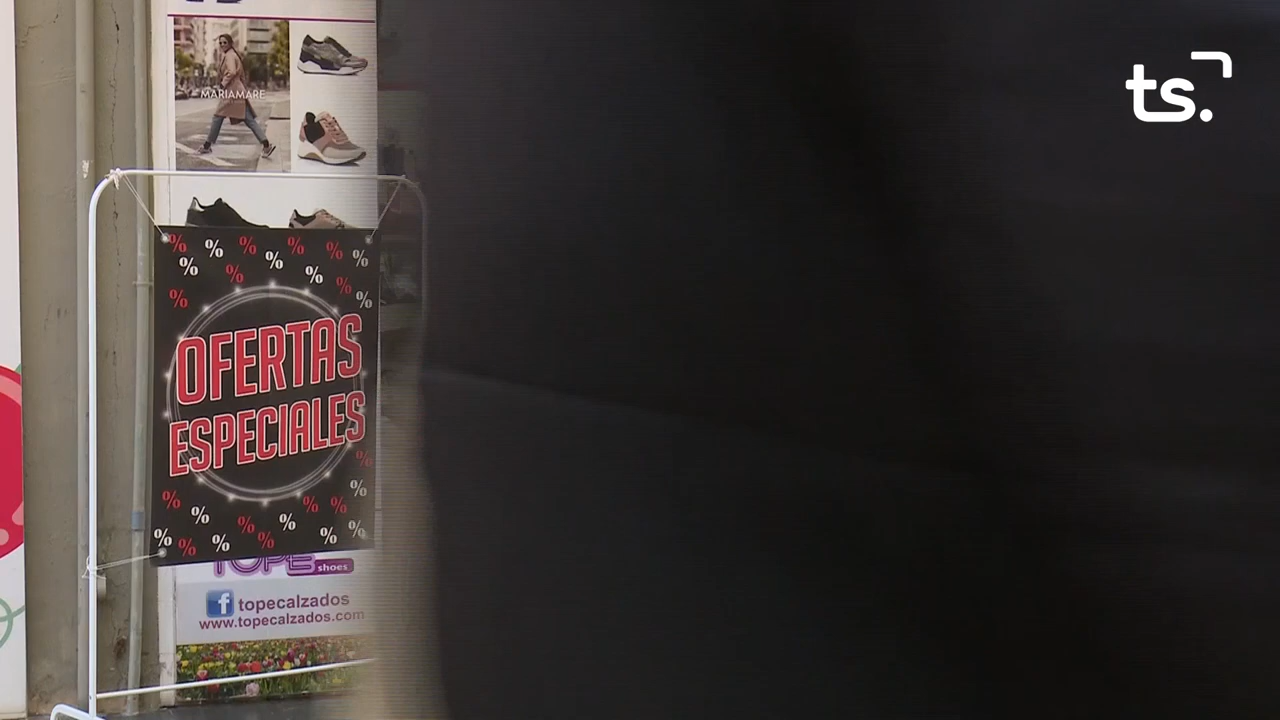 ts.
MARIAMARE
% % % % % %
% % %
% % %
% %
OFERTAS
ESPECIALES
%
% %
% % %
% % %
% % % % %
TOPE
shoes
f topecalzados
www.topecalzados.com